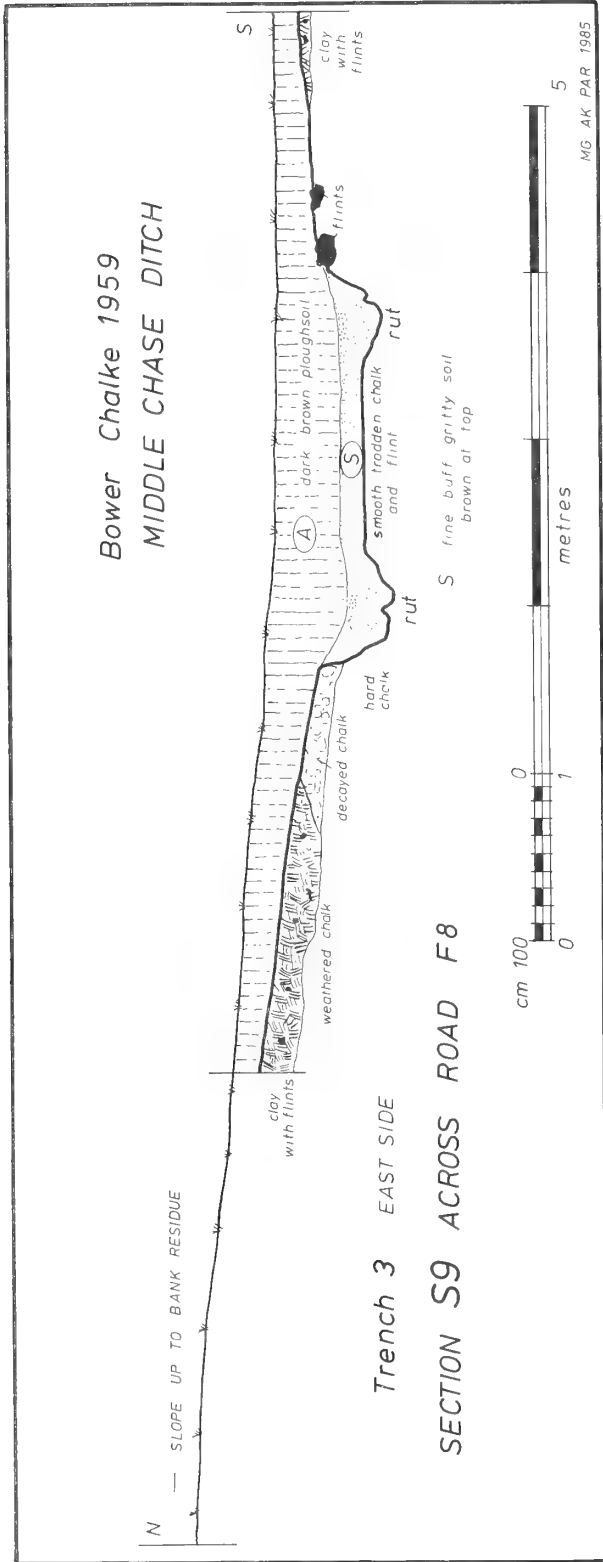 Bower Chalke 1959
MIDDLE CHASE DITCH
N
— SLOPE UP TO BANK RESIDUE
S
clay
with flints
weathered chalk
decayed chalk
hard
chalk
A
dark brown ploughsoil
S
smooth trodden chalk
and flint
rut
rut
flints
clay
with
flints
S fine buff gritty soil
brown at top
Trench 3 EAST SIDE
SECTION S9 ACROSS ROAD F8
cm 100 0
0 1 5
metres
MG AK PAR 1985